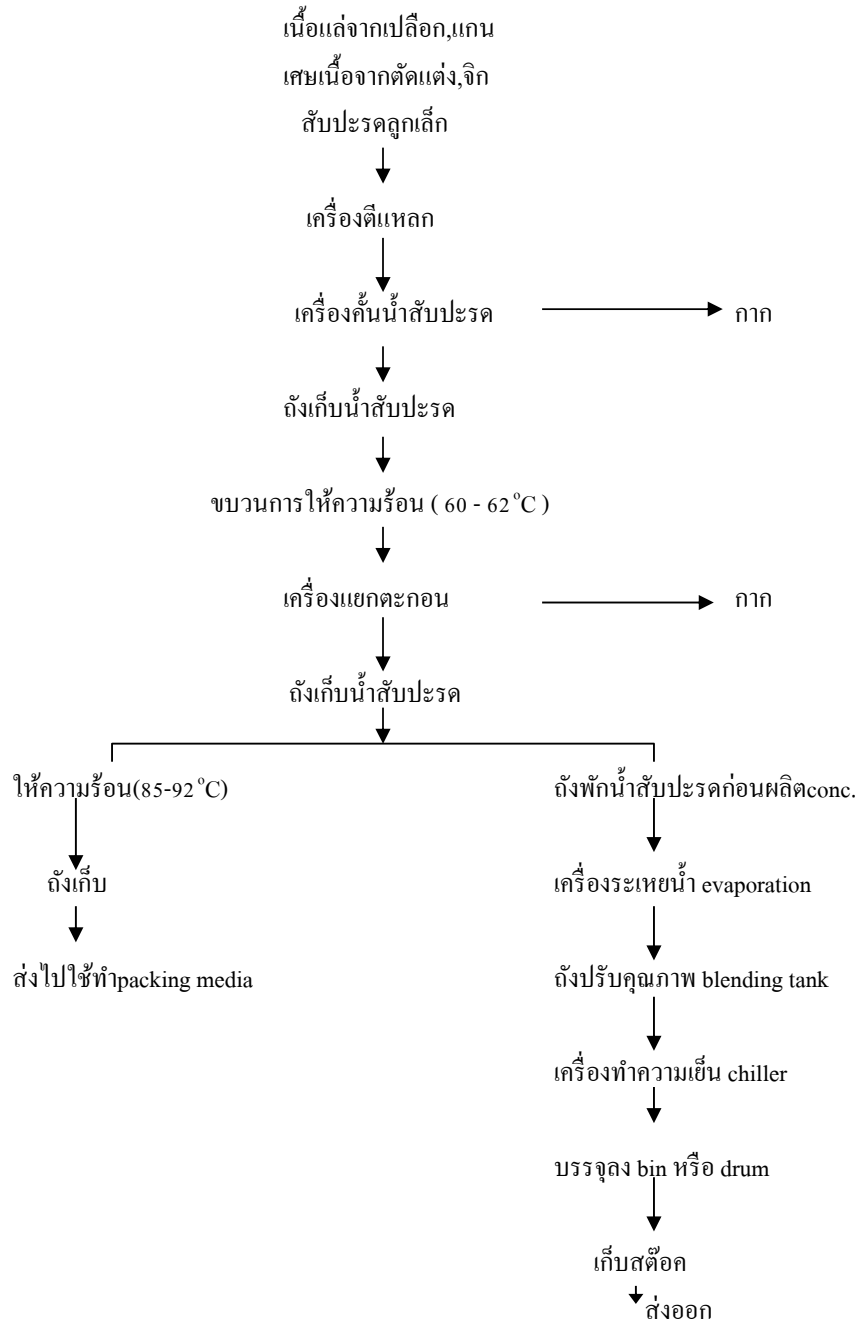 เนื้อแล่จากเปลือก,แกน
เศษเนื้อจากตัดแต่ง,จิก
สับปะรดลูกเล็ก
เครื่องตีแหลก
เครื่องคั้นน้ำสับปะรด
กาก
ถังเก็บน้ำสับปะรด
ขบวนการให้ความร้อน ( 60 - 62 °C )
เครื่องแยกตะกอน
กาก
ถังเก็บน้ำสับปะรด
ให้ความร้อน(85-92 °C)
ถังพักน้ำสับปะรดก่อนผลิตconc.
ถังเก็บ
เครื่องระเหยน้ำ evaporation
ส่งไปใช้ทำpacking media
ถังปรับคุณภาพ blending tank
เครื่องทำความเย็น chiller
บรรจุลง bin หรือ drum
เก็บสต๊อค
ส่งออก